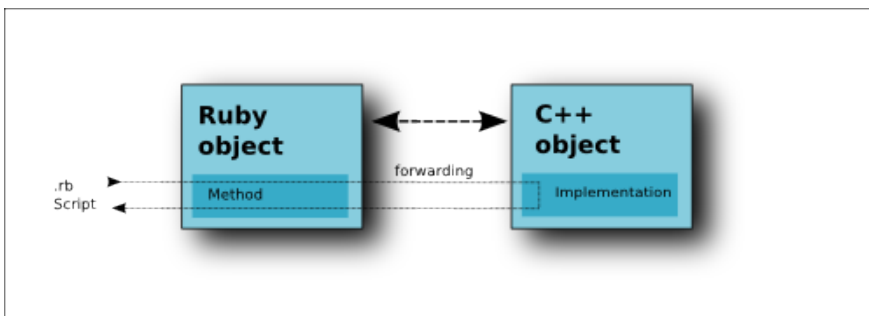 Ruby
object
C++
object
forwarding
.rb
Script
Method
Implementation